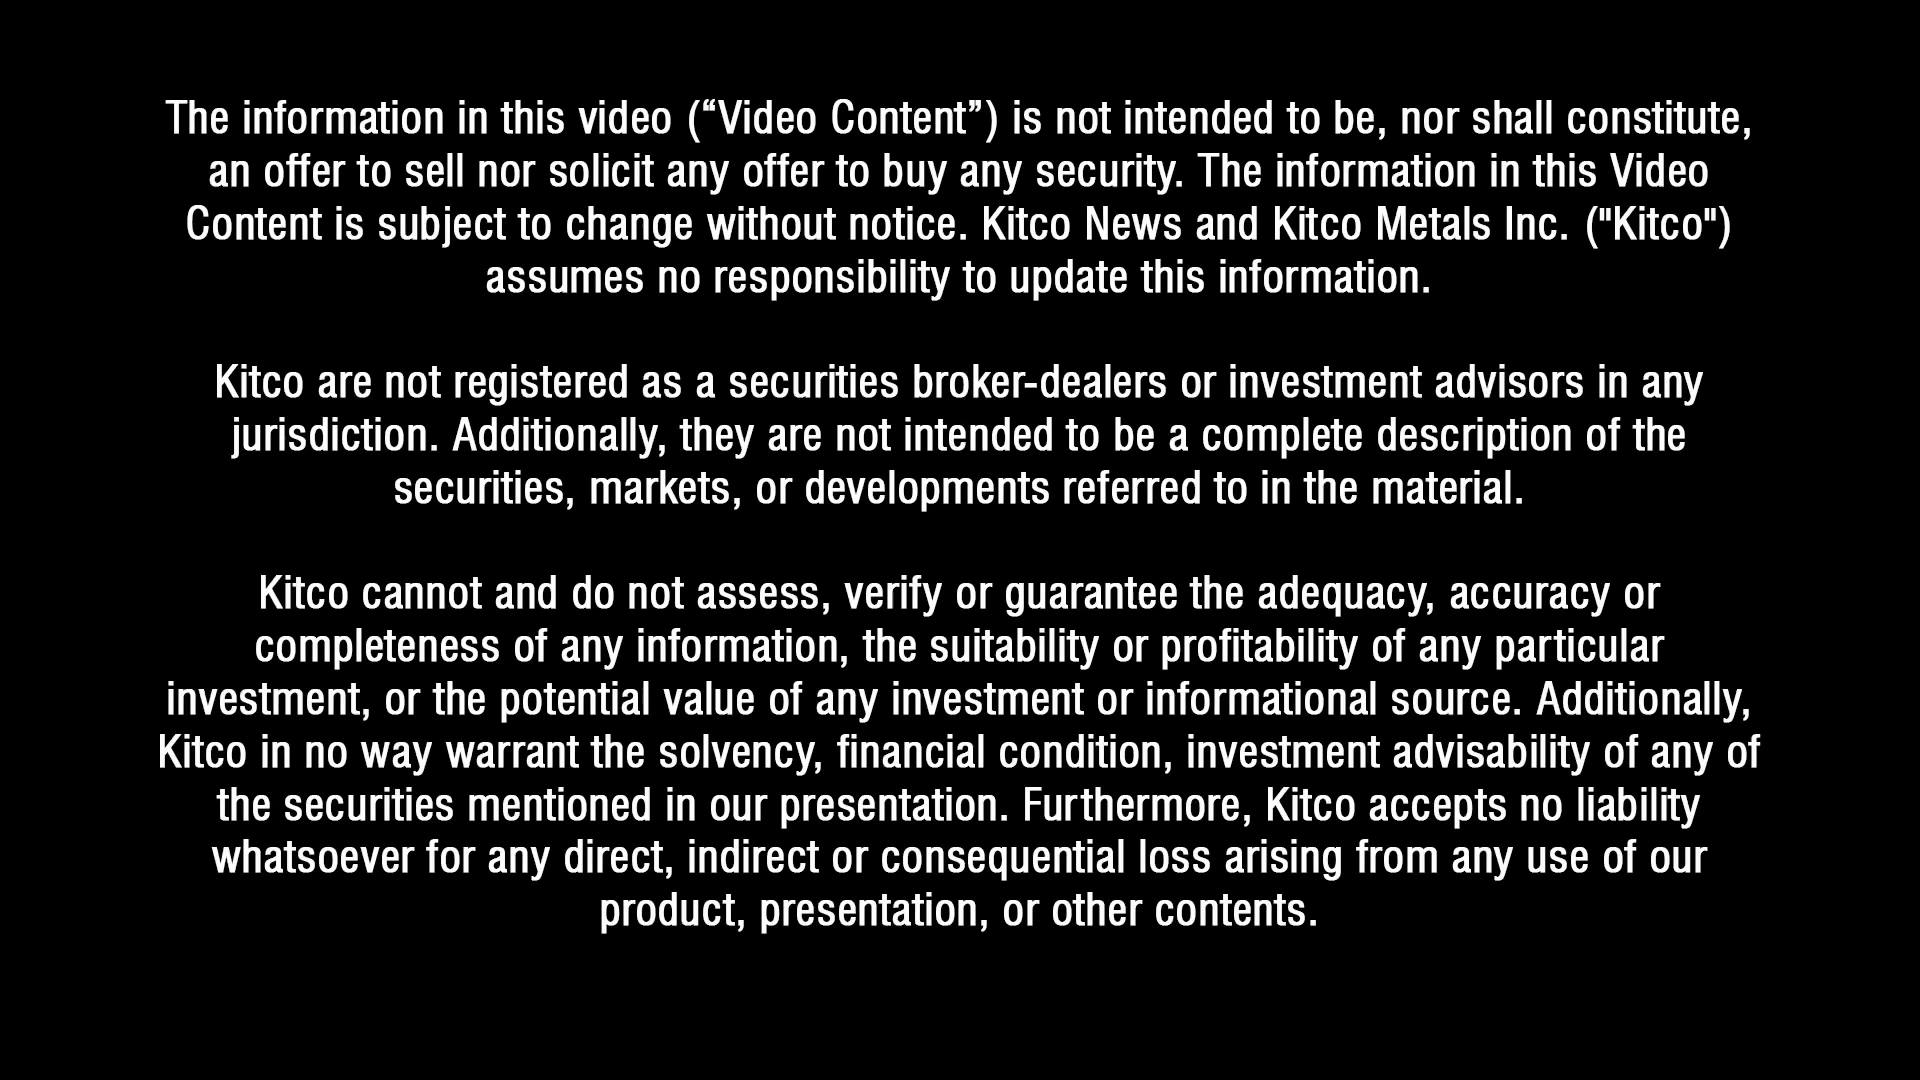 The information in this video (“Video Content”) is not intended to be, nor shall constitute,
an offer to sell nor solicit any offer to buy any security. The information in this Video
Content is subject to change without notice. Kitco News and Kitco Metals Inc. ("Kitco")
assumes no responsibility to update this information.
Kitco are not registered as a securities broker-dealers or investment advisors in any
jurisdiction. Additionally, they are not intended to be a complete description of the
securities, markets, or developments referred to in the material.
Kitco cannot and do not assess, verify or guarantee the adequacy, accuracy or
completeness of any information, the suitability or profitability of any particular
investment, or the potential value of any investment or informational source. Additionally,
Kitco in no way warrant the solvency, financial condition, investment advisability of any of
the securities mentioned in our presentation. Furthermore, Kitco accepts no liability
whatsoever for any direct, indirect or consequential loss arising from any use of our
product, presentation, or other contents.